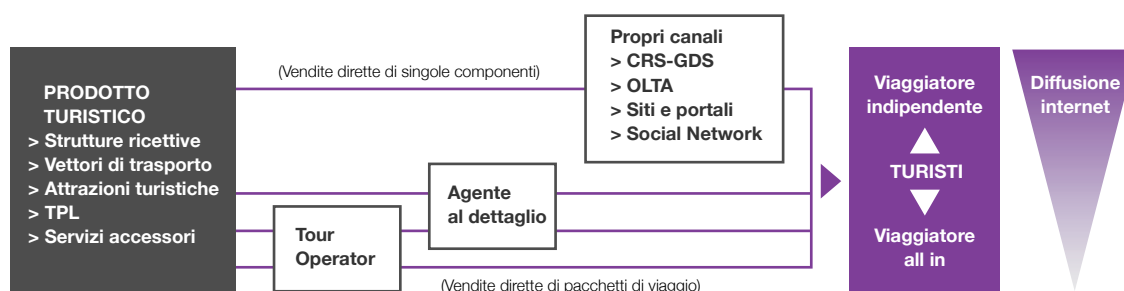 PRODOTTO
TURISTICO
> Strutture ricettive
> Vettori di trasporto
> Attrazioni turistiche
> TPL
> Servizi accessori
(Vendite dirette di singole componenti)
Propri canali
> CRS-GDS
> OLTA
> Siti e portali
> Social Network
Agente
al dettaglio
Tour
Operator
(Vendite dirette di pacchetti di viaggio)
Viaggiatore
indipendente
TURISTI
Viaggiatore
all in
Diffusione
internet